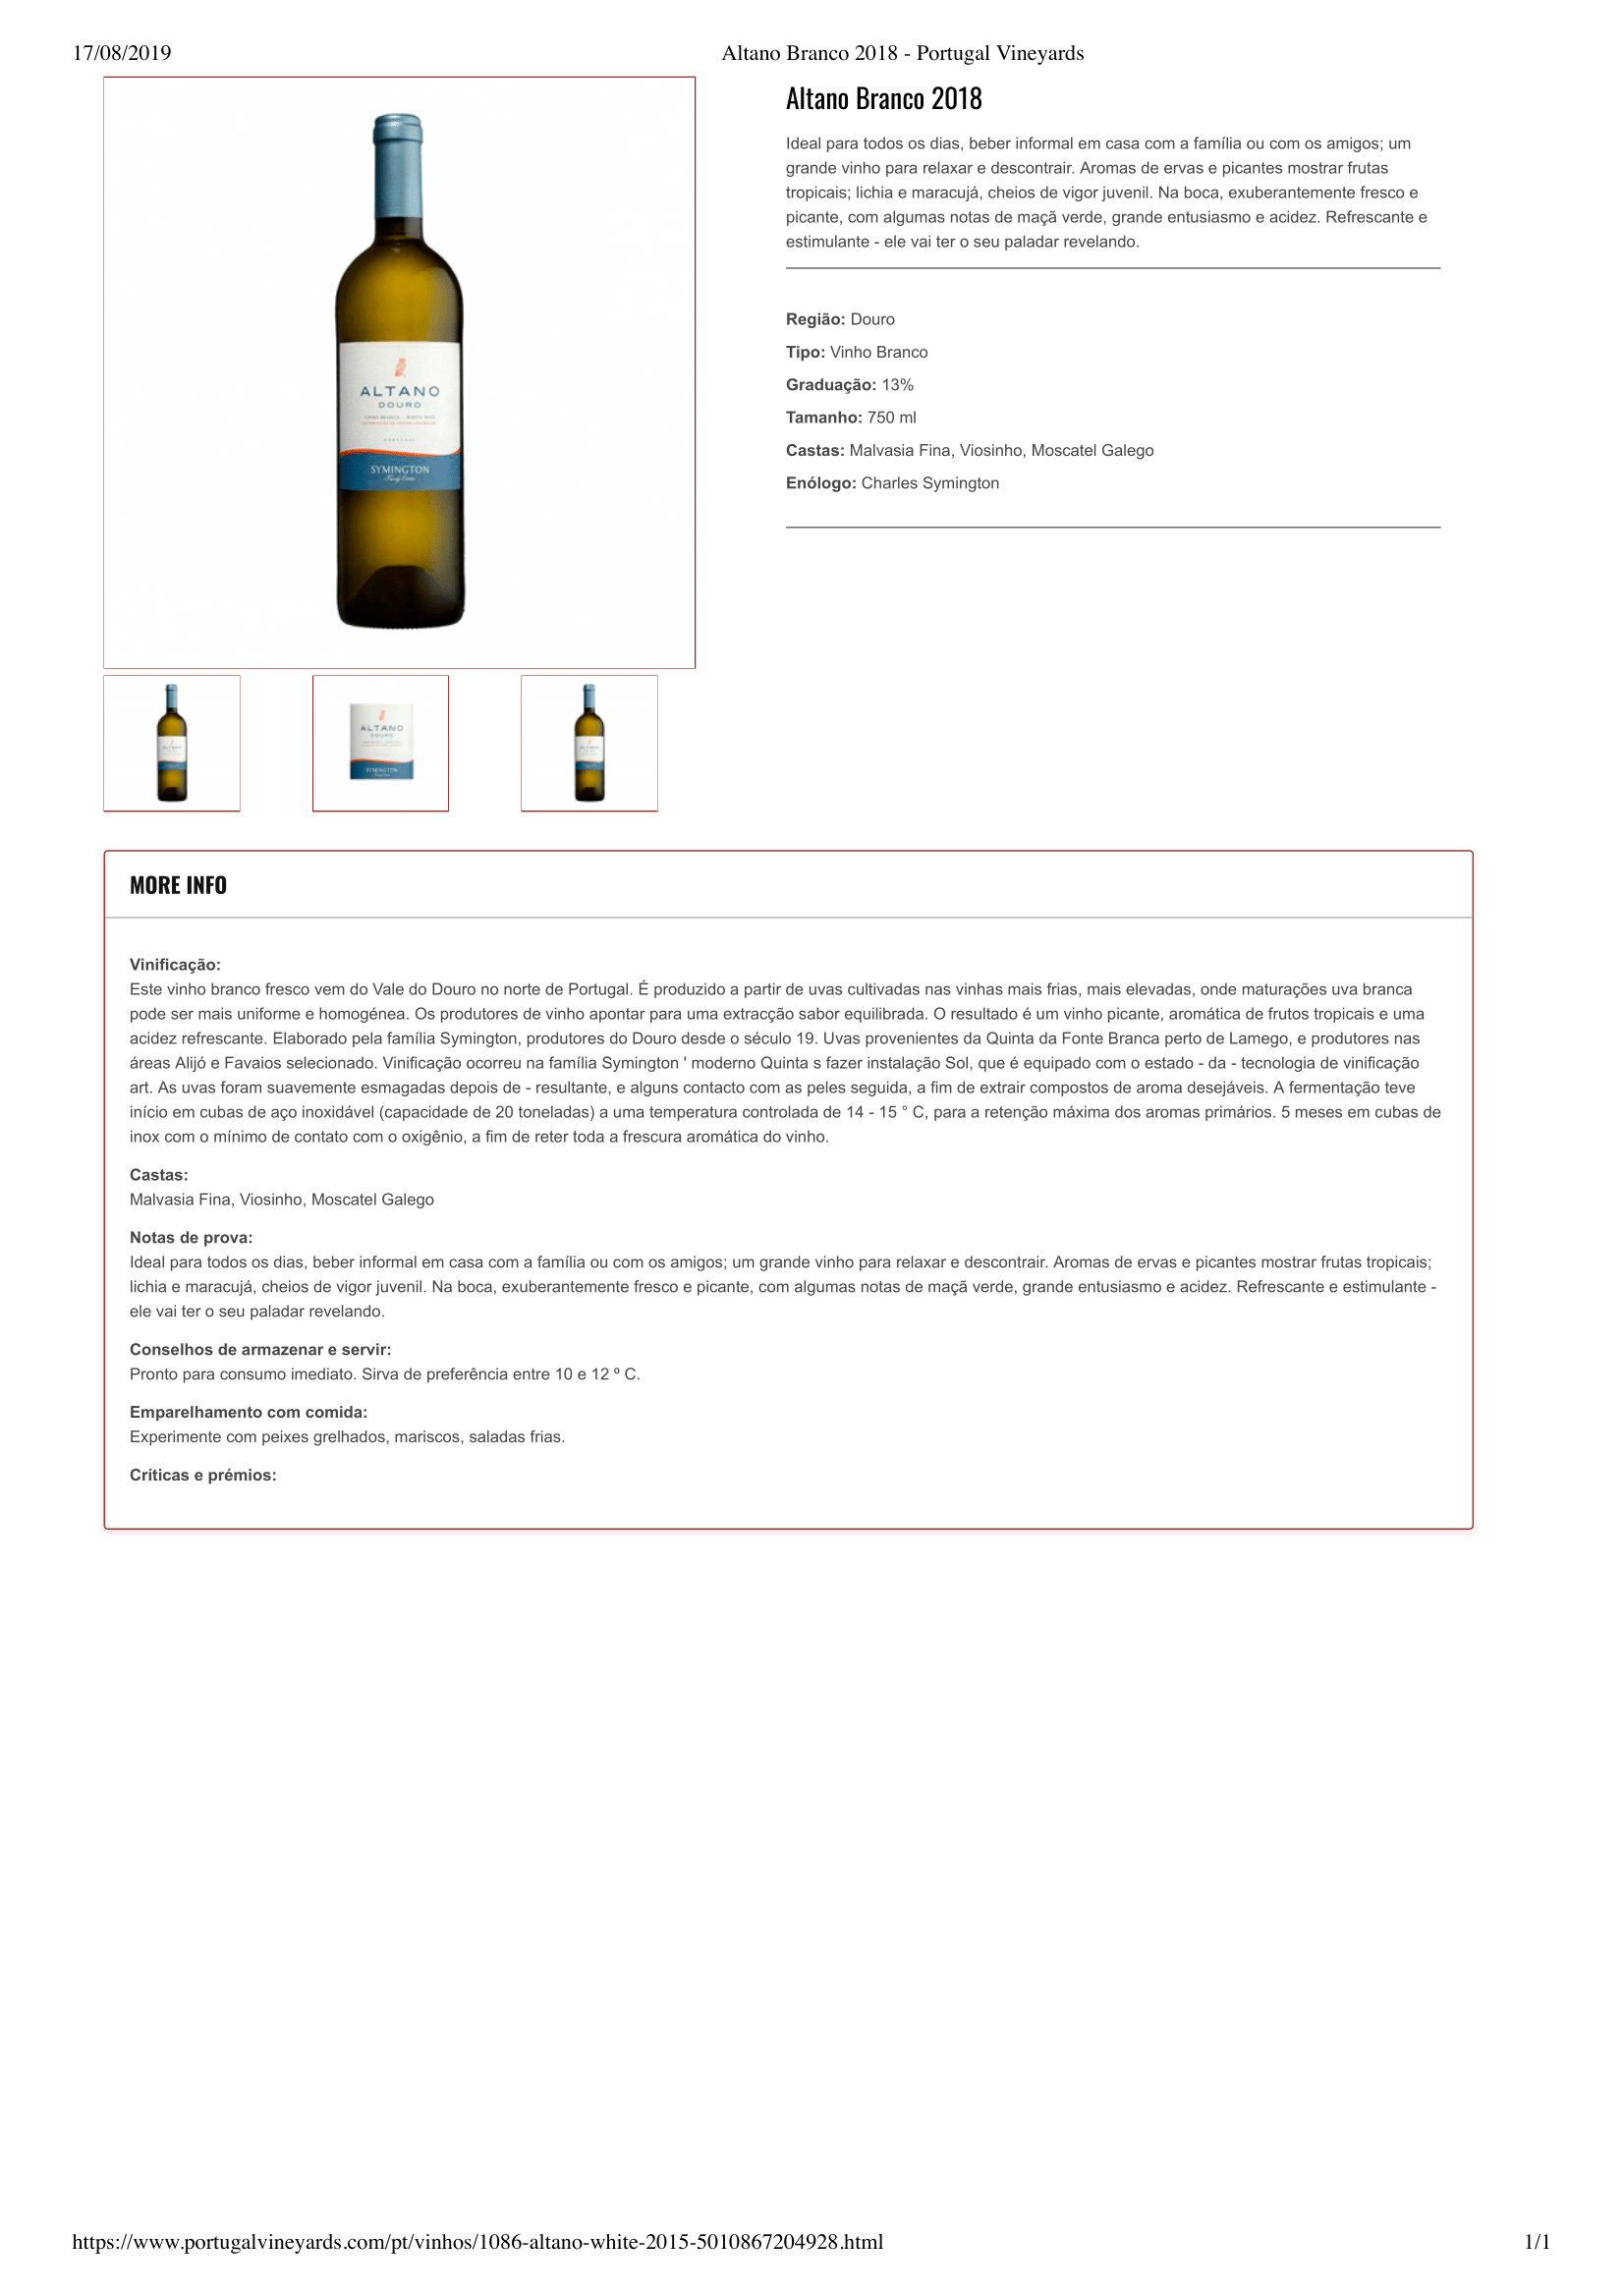 17/08/2019
Altano Branco 2018 - Portugal Vineyards
ALTANO
DOURO
PORTUGAL
SYMINGTON
Family Estates
ALTANO
DOURO
SYMINGTON
Altano Branco 2018
Ideal para todos os dias, beber informal em casa com a família ou com os amigos; um
grande vinho para relaxar e descontrair. Aromas de ervas e picantes mostrar frutas
tropicais; lichia e maracujá, cheios de vigor juvenil. Na boca, exuberantemente fresco e
picante, com algumas notas de maçã verde, grande entusiasmo e acidez. Refrescante e
estimulante - ele vai ter o seu paladar revelando.
Região: Douro
Tipo: Vinho Branco
Graduação: 13%
Tamanho: 750 ml
Castas: Malvasia Fina, Viosinho, Moscatel Galego
Enólogo: Charles Symington
MORE INFO
Vinificação:
Este vinho branco fresco vem do Vale do Douro no norte de Portugal. É produzido a partir de uvas cultivadas nas vinhas mais frias, mais elevadas, onde maturações uva branca
pode ser mais uniforme e homogénea. Os produtores de vinho apontar para uma extracção sabor equilibrada. O resultado é um vinho picante, aromática de frutos tropicais e uma
acidez refrescante. Elaborado pela família Symington, produtores do Douro desde o século 19. Uvas provenientes da Quinta da Fonte Branca perto de Lamego, e produtores nas
áreas Alijó e Favaios selecionado. Vinificação ocorreu na família Symington ' moderno Quinta s fazer instalação Sol, que é equipado com o estado - da - tecnologia de vinificação
art. As uvas foram suavemente esmagadas depois de - resultante, e alguns contacto com as peles seguida, a fim de extrair compostos de aroma desejáveis. A fermentação teve
início em cubas de aço inoxidável (capacidade de 20 toneladas) a uma temperatura controlada de 14 - 15 ° C, para a retenção máxima dos aromas primários. 5 meses em cubas de
inox com o mínimo de contato com o oxigênio, a fim de reter toda a frescura aromática do vinho.
Castas:
Malvasia Fina, Viosinho, Moscatel Galego
Notas de prova:
Ideal para todos os dias, beber informal em casa com a família ou com os amigos; um grande vinho para relaxar e descontrair. Aromas de ervas e picantes mostrar frutas tropicais;
lichia e maracujá, cheios de vigor juvenil. Na boca, exuberantemente fresco e picante, com algumas notas de maçã verde, grande entusiasmo e acidez. Refrescante e estimulante -
ele vai ter o seu paladar revelando.
Conselhos de armazenar e servir:
Pronto para consumo imediato. Sirva de preferência entre 10 e 12 º C.
Emparelhamento com comida:
Experimente com peixes grelhados, mariscos, saladas frias.
Críticas e prémios:
https://www.portugalvineyards.com/pt/vinhos/1086-altano-white-2015-5010867204928.html
1/1